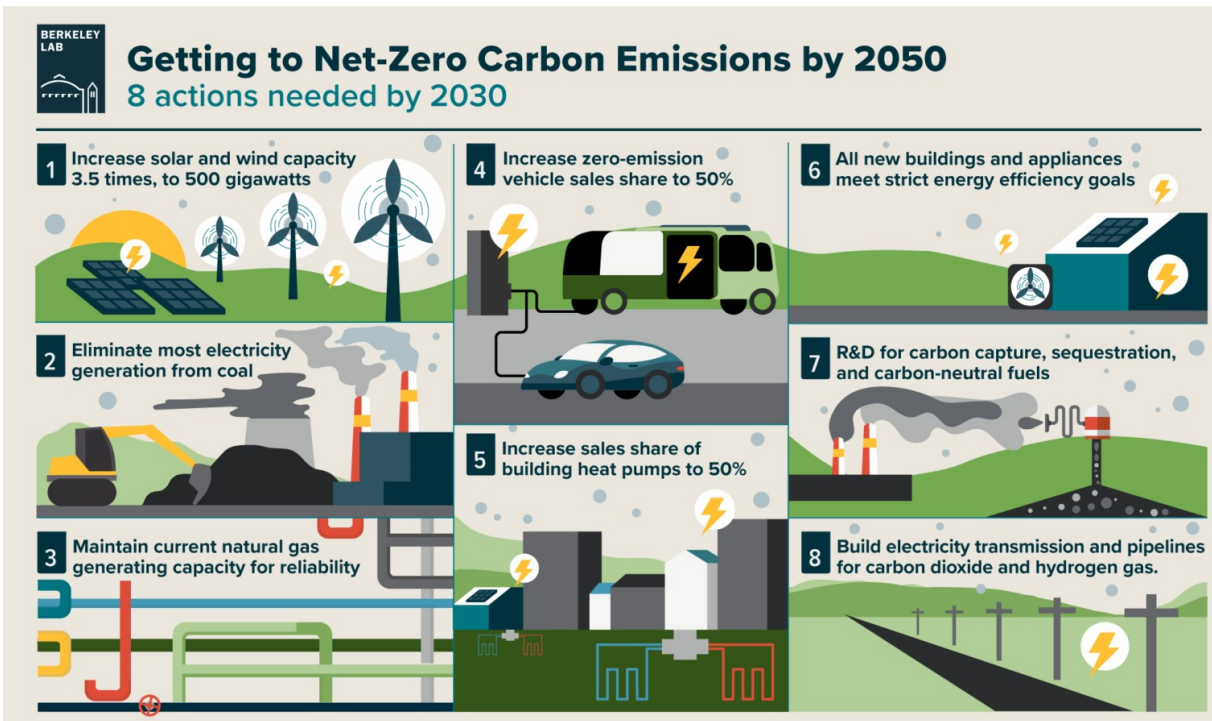 BERKELEY
LAB
Getting to Net-Zero Carbon Emissions by 2050
8 actions needed by 2030
1
Increase solar and wind capacity
3.5 times, to 500 gigawatts
2
Eliminate most electricity
generation from coal
3
Maintain current natural gas
generating capacity for reliability
4
Increase zero-emission
vehicle sales share to 50%
5
Increase sales share of
building heat pumps to 50%
6
All new buildings and appliances
meet strict energy efficiency goals
7
R&D for carbon capture, sequestration,
and carbon-neutral fuels
8
Build electricity transmission and pipelines
for carbon dioxide and hydrogen gas.